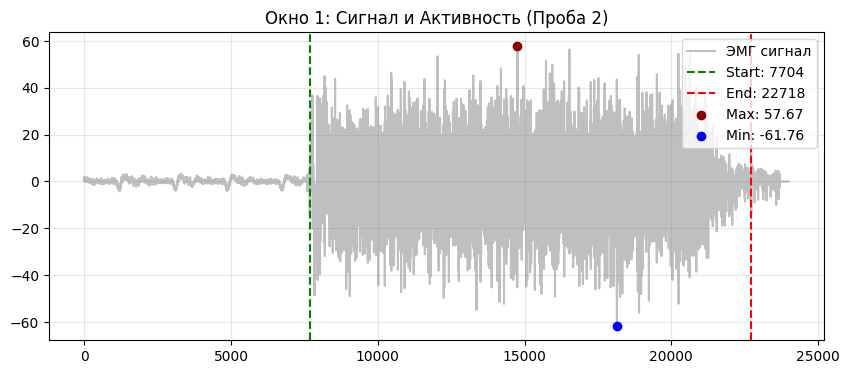 Окно 1: Сигнал и Активность (Проба 2)
60
40
20
0
−20
−40
−60
ЭМГ сигнал
Start: 7704
End: 22718
Max: 57.67
Min: -61.76
0
5000
10000
15000
20000
25000